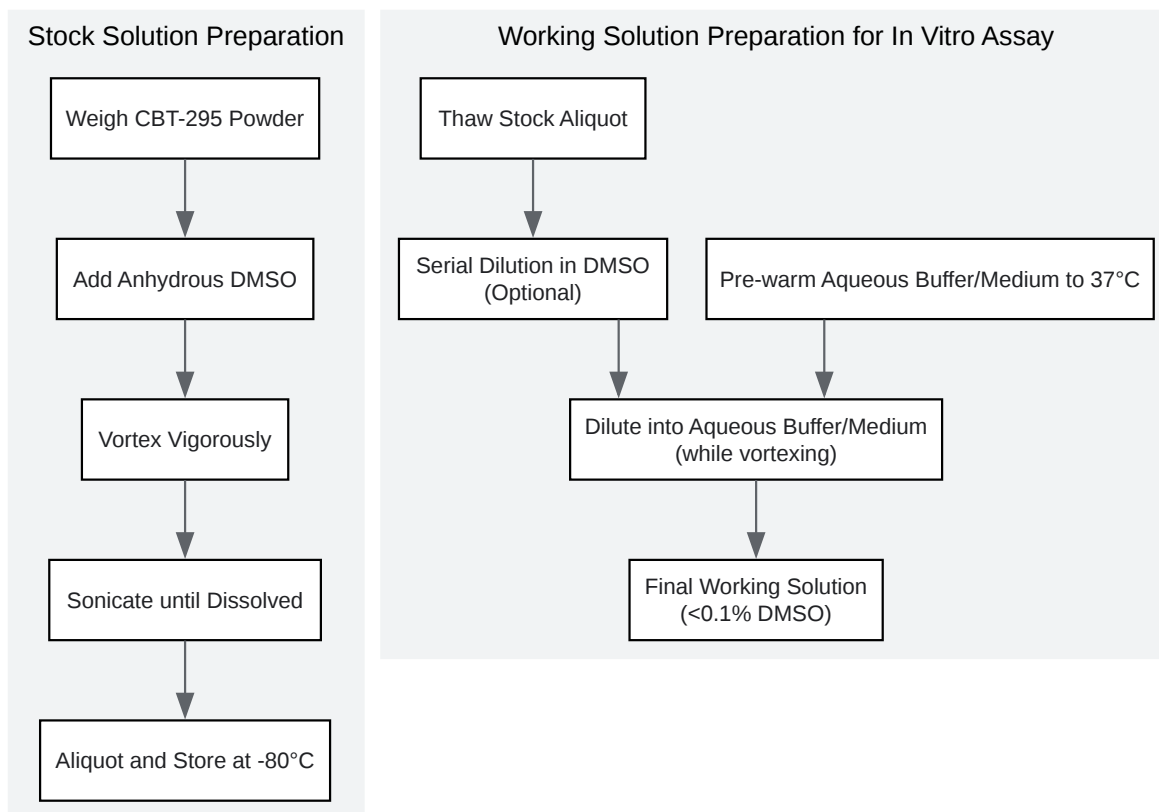 Stock Solution Preparation
Weigh CBT-295 Powder
Add Anhydrous DMSO
Vortex Vigorously
Sonicate until Dissolved
Aliquot and Store at -80°C
Working Solution Preparation for In Vitro Assay
Thaw Stock Aliquot
Serial Dilution in DMSO
(Optional)
Pre-warm Aqueous Buffer/Medium to 37°C
Dilute into Aqueous Buffer/Medium
(while vortexing)
Final Working Solution
(<0.1% DMSO)